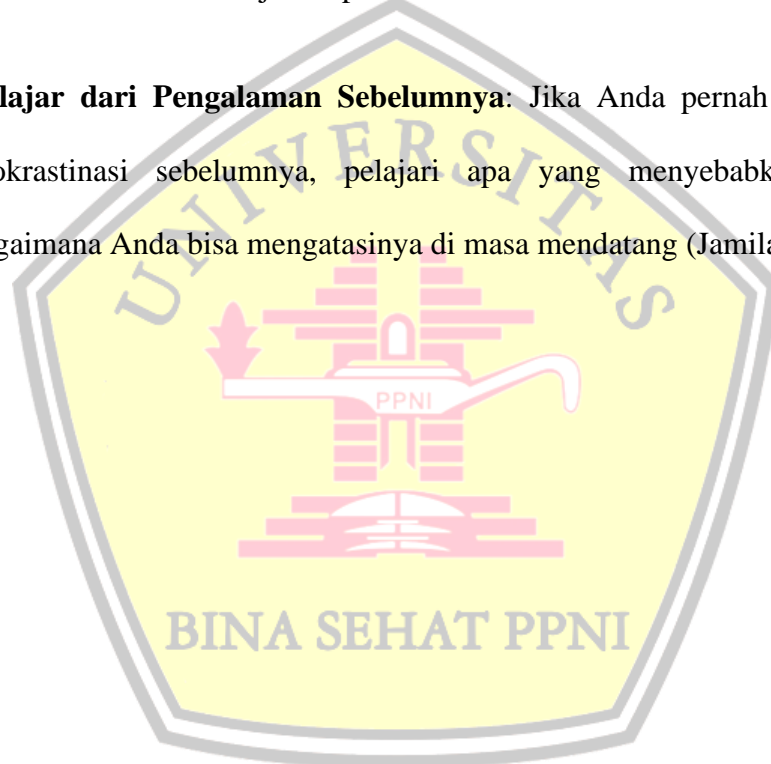 lajar dari Pengalaman Sebelumnya: Jika Anda pernah
okrastinasi sebelumnya, pelajari apa yang menyebabk
gaimana Anda bisa mengatasinya di masa mendatang (Jamila
UNIVERSITAS
PPNI
BINA SEHAT PPNI